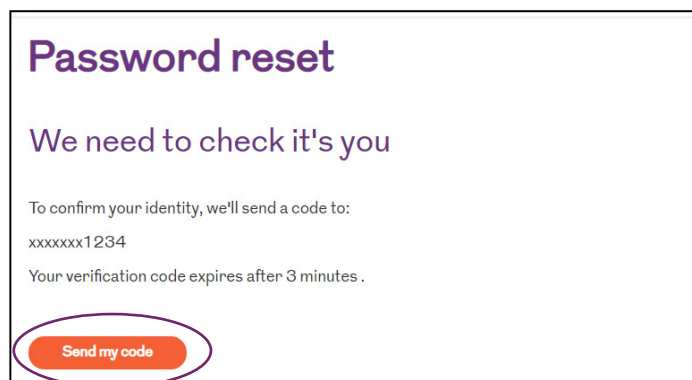 Password reset
We need to check it's you
To confirm your identity, we'll send a code to:
xxxxxxx1234
Your verification code expires after 3 minutes .
Send my code